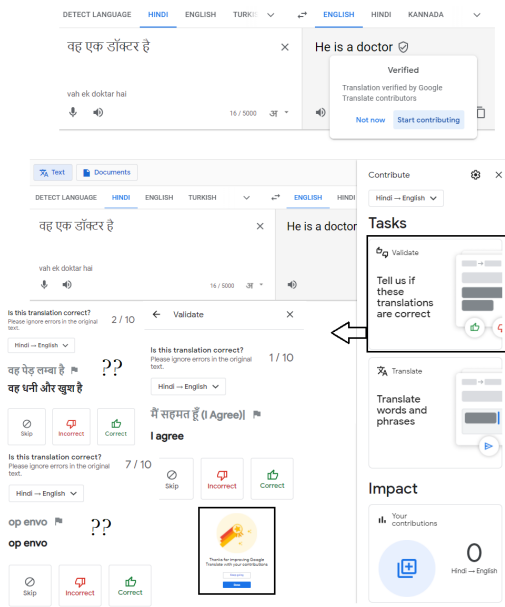 DETECT LANGUAGE HINDI ENGLISH TURKIS ENGLISH HINDI KANNADA
वह एक डॉक्टर है
He is a doctor
vah ek doktar hai
16 / 5000 अ
Verified
Translation verified by Google
Translate contributors
Not now Start contributing
Text Documents
DETECT LANGUAGE HINDI ENGLISH TURKISH ENGLISH HINDI
वह एक डॉक्टर है
He is a doctor
vah ek doktar hai
16 / 5000 अ
Contribute
Hindi → English
Tasks
Validate
Tell us if
these
translations
are correct
Translate
Translate
words and
phrases
Impact
Your
contributions
0
Hindi → English
Is this translation correct?
Please ignore errors in the original
text.
2 / 10
Hindi → English
वह पेड़ लम्बा है
??
वह धनी और खुश है
Skip Incorrect Correct
Validate
Is this translation correct?
Please ignore errors in the original
text.
1 / 10
Hindi → English
मैं सहमत हूँ (I Agree)|
I agree
Skip Incorrect Correct
Is this translation correct?
Please ignore errors in the original
text.
7 / 10
Hindi → English
op envo
??
op envo
Skip Incorrect Correct
Thanks for improving Google
Translate with your contributions